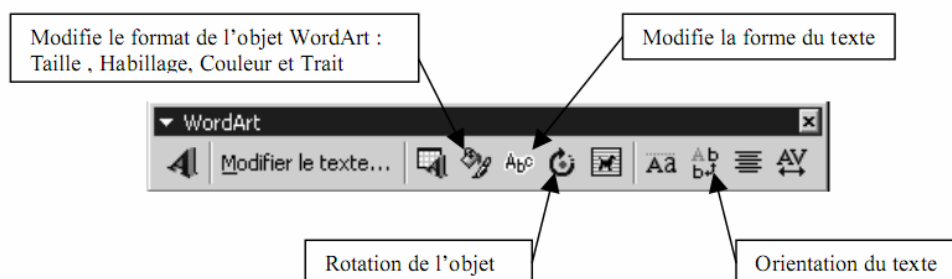 Modifie le format de l’objet WordArt :
Taille , Habillage, Couleur et Trait
Modifie la forme du texte
WordArt
Modifier le texte...
Abc
Aa
Ab
b
AV
Rotation de l’objet
Orientation du texte